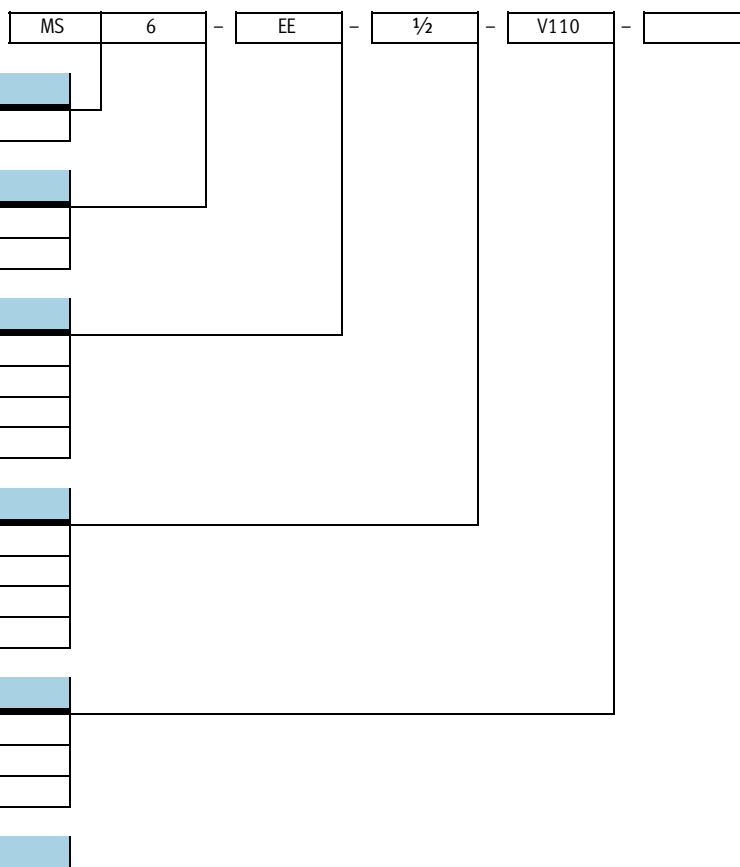 MS 6 – EE – ½ – V110 –